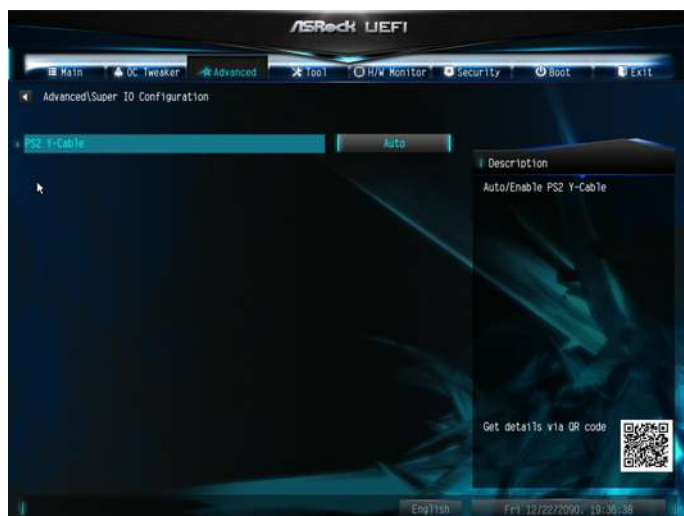 ASRock UEFI
Main OC Tweaker Advanced Tool H/W Monitor Security Boot Exit
Advanced\Super IO Configuration
PS2 Y-Cable Auto
Description
Auto/Enable PS2 Y-Cable
Get details via QR code
English Fri 12/22/2090, 19:36:38